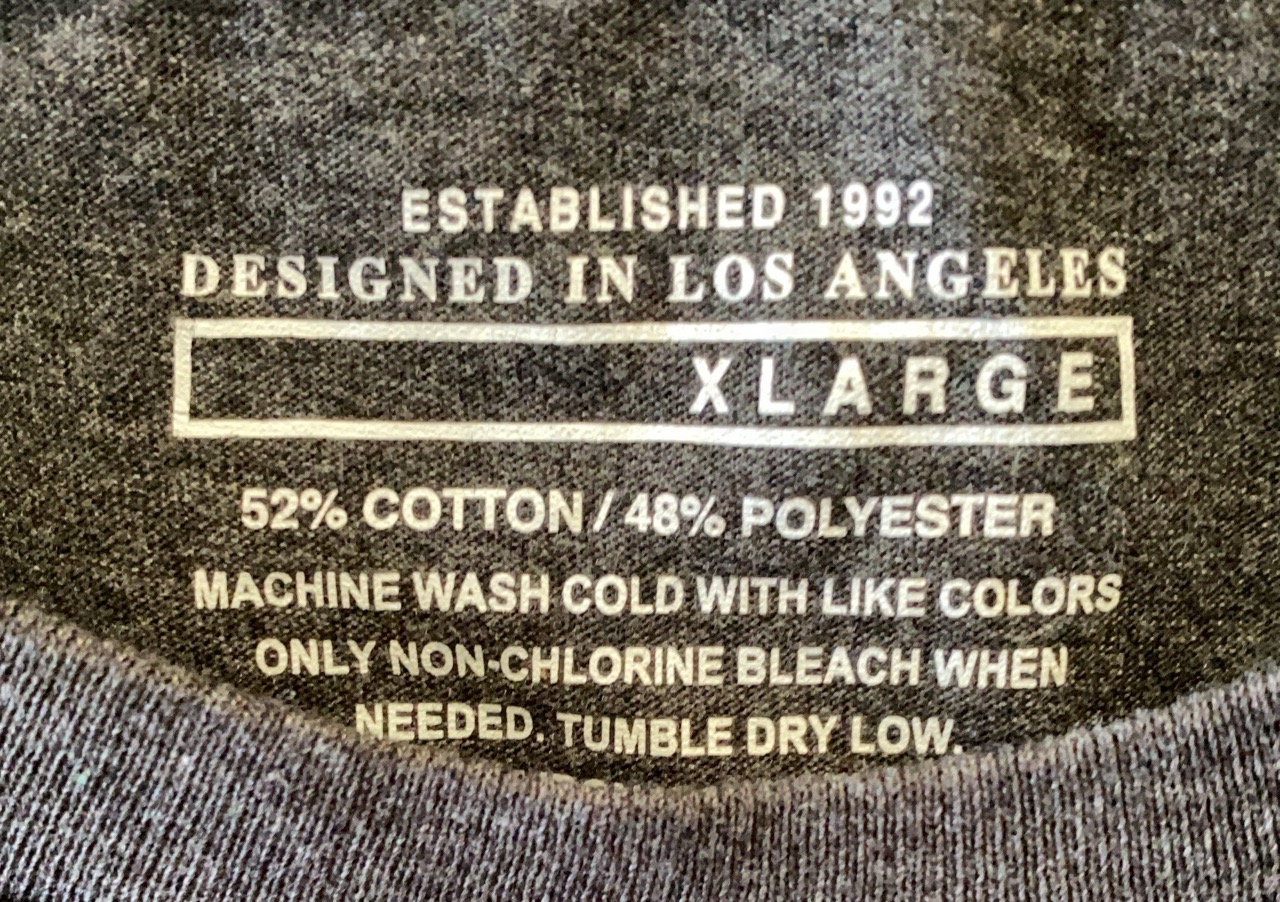 ESTABLISHED 1992
DESIGNED IN LOS ANGELES
XLARGE
52% COTTON / 48% POLYESTER
MACHINE WASH COLD WITH LIKE COLORS
ONLY NON-CHLORINE BLEACH WHEN
NEEDED. TUMBLE DRY LOW.